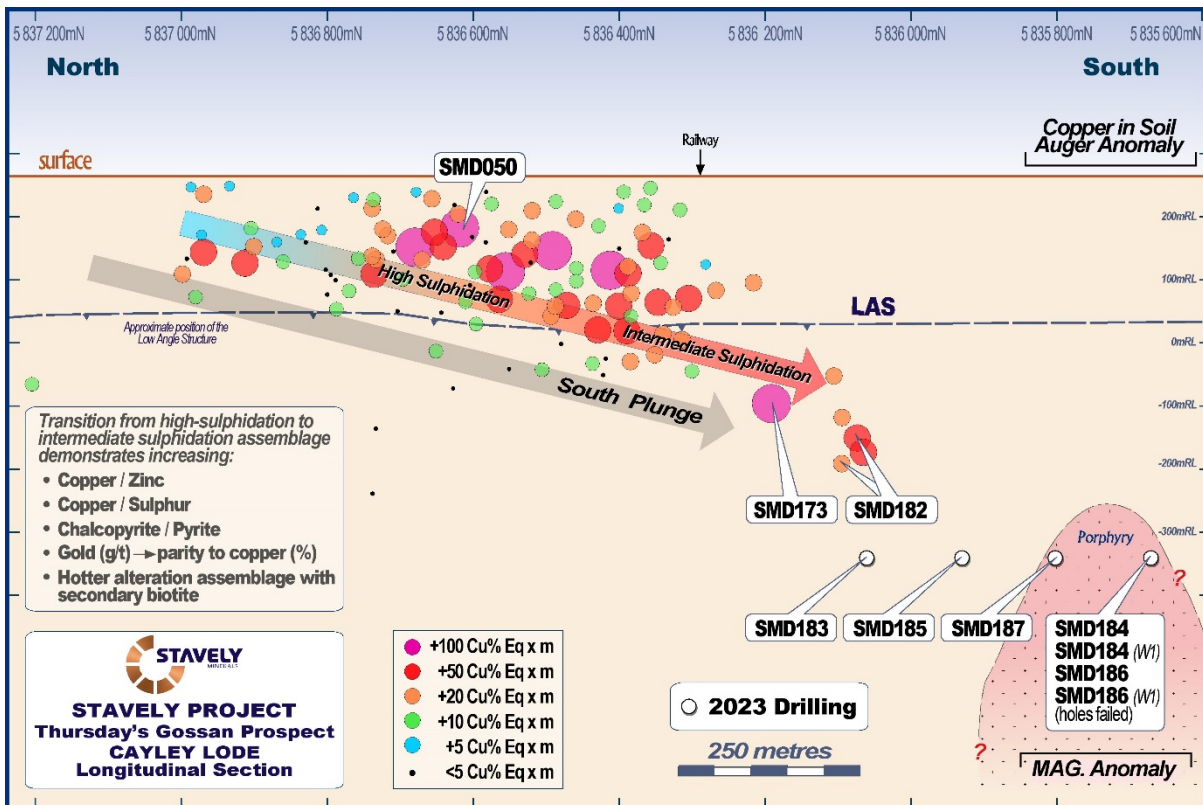 5 837 200mN
5 837 000mN
5 836 800mN
5 836 600mN
5 836 400mN
5 836 200mN
5 836 000mN
5 835 800mN
5 835 600mN
North
South
Copper in Soil
Auger Anomaly
Railway
surface
SMD050
200mRL
100mRL
0mRL
-100mRL
-200mRL
-300mRL
High Sulphidation
LAS
Approximate position of the
Low Angle Structure
Intermediate Sulphidation
South Plunge
Transition from high-sulphidation to
intermediate sulphidation assemblage
demonstrates increasing:
• Copper / Zinc
• Copper / Sulphur
• Chalcopyrite / Pyrite
• Gold (g/t) → parity to copper (%)
• Hotter alteration assemblage with
secondary biotite
SMD173
SMD182
Porphyry
?
SMD183
SMD185
SMD187
SMD184
SMD184 (W1)
SMD186
SMD186 (W1)
(holes failed)
?
MAG. Anomaly
STAVELY
MINERALS
STAVELY PROJECT
Thursday's Gossan Prospect
CAYLEY LODE
Longitudinal Section
+100 Cu% Eq x m
+50 Cu% Eq x m
+20 Cu% Eq x m
+10 Cu% Eq x m
+5 Cu% Eq x m
<5 Cu% Eq x m
2023 Drilling
250 metres